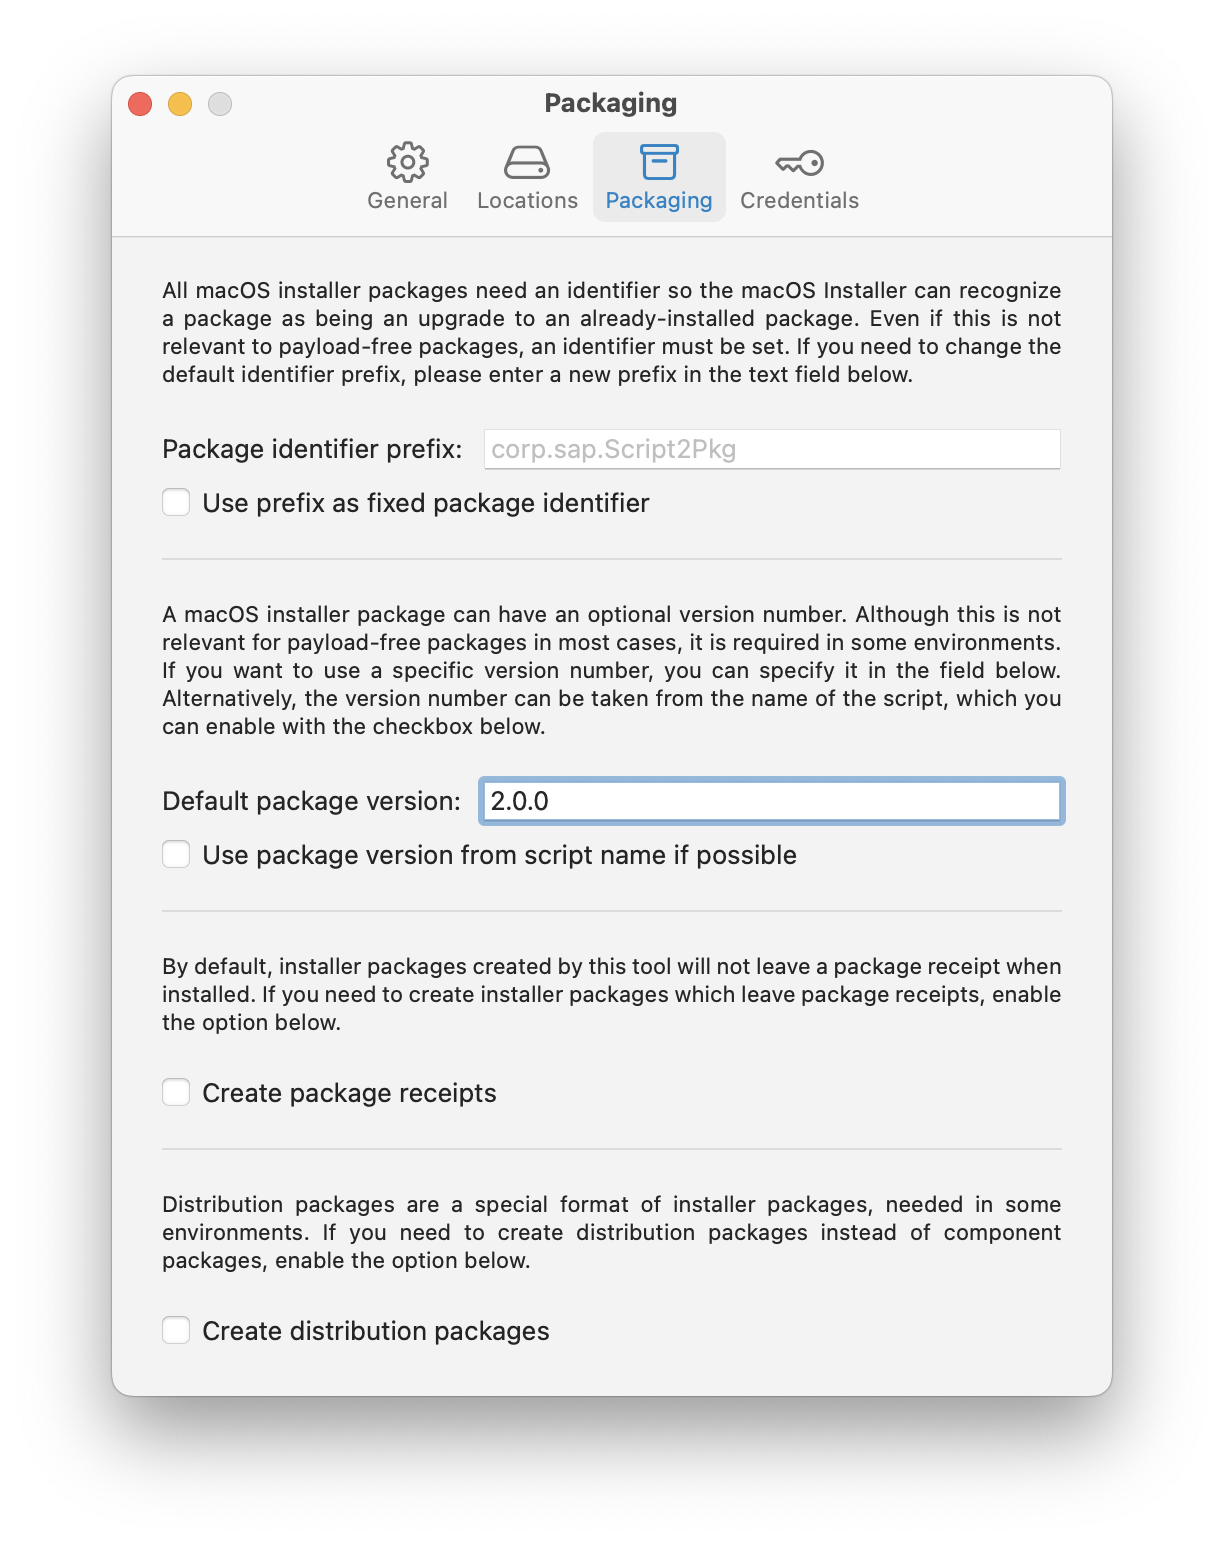 Packaging
General
Locations
Packaging
Credentials
All macOS installer packages need an identifier so the macOS Installer can recognize
a package as being an upgrade to an already-installed package. Even if this is not
relevant to payload-free packages, an identifier must be set. If you need to change the
default identifier prefix, please enter a new prefix in the text field below.
Package identifier prefix: corp.sap.Script2Pkg
Use prefix as fixed package identifier
A macOS installer package can have an optional version number. Although this is not
relevant for payload-free packages in most cases, it is required in some environments.
If you want to use a specific version number, you can specify it in the field below.
Alternatively, the version number can be taken from the name of the script, which you
can enable with the checkbox below.
Default package version: 2.0.0
Use package version from script name if possible
By default, installer packages created by this tool will not leave a package receipt when
installed. If you need to create installer packages which leave package receipts, enable
the option below.
Create package receipts
Distribution packages are a special format of installer packages, needed in some
environments. If you need to create distribution packages instead of component
packages, enable the option below.
Create distribution packages